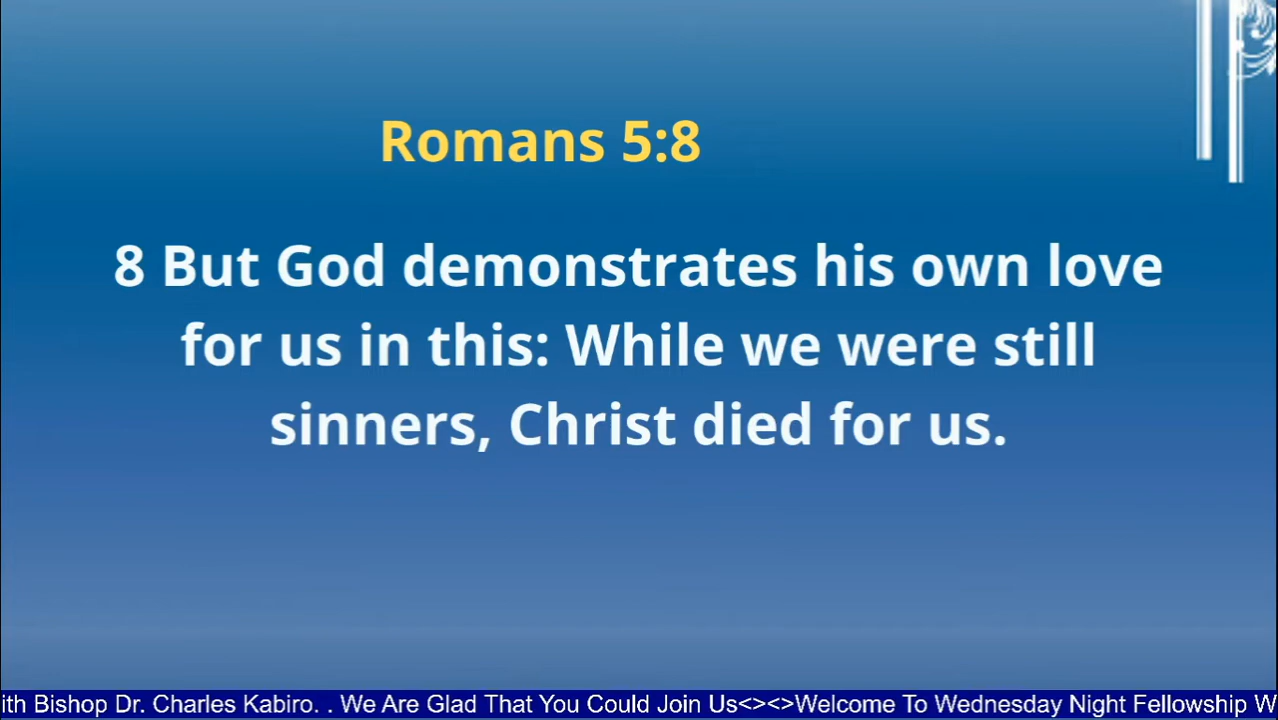 Romans 5:8
8 But God demonstrates his own love
for us in this: While we were still
sinners, Christ died for us.
ith Bishop Dr. Charles Kabiro. . We Are Glad That You Could Join Us<><>Welcome To Wednesday Night Fellowship W